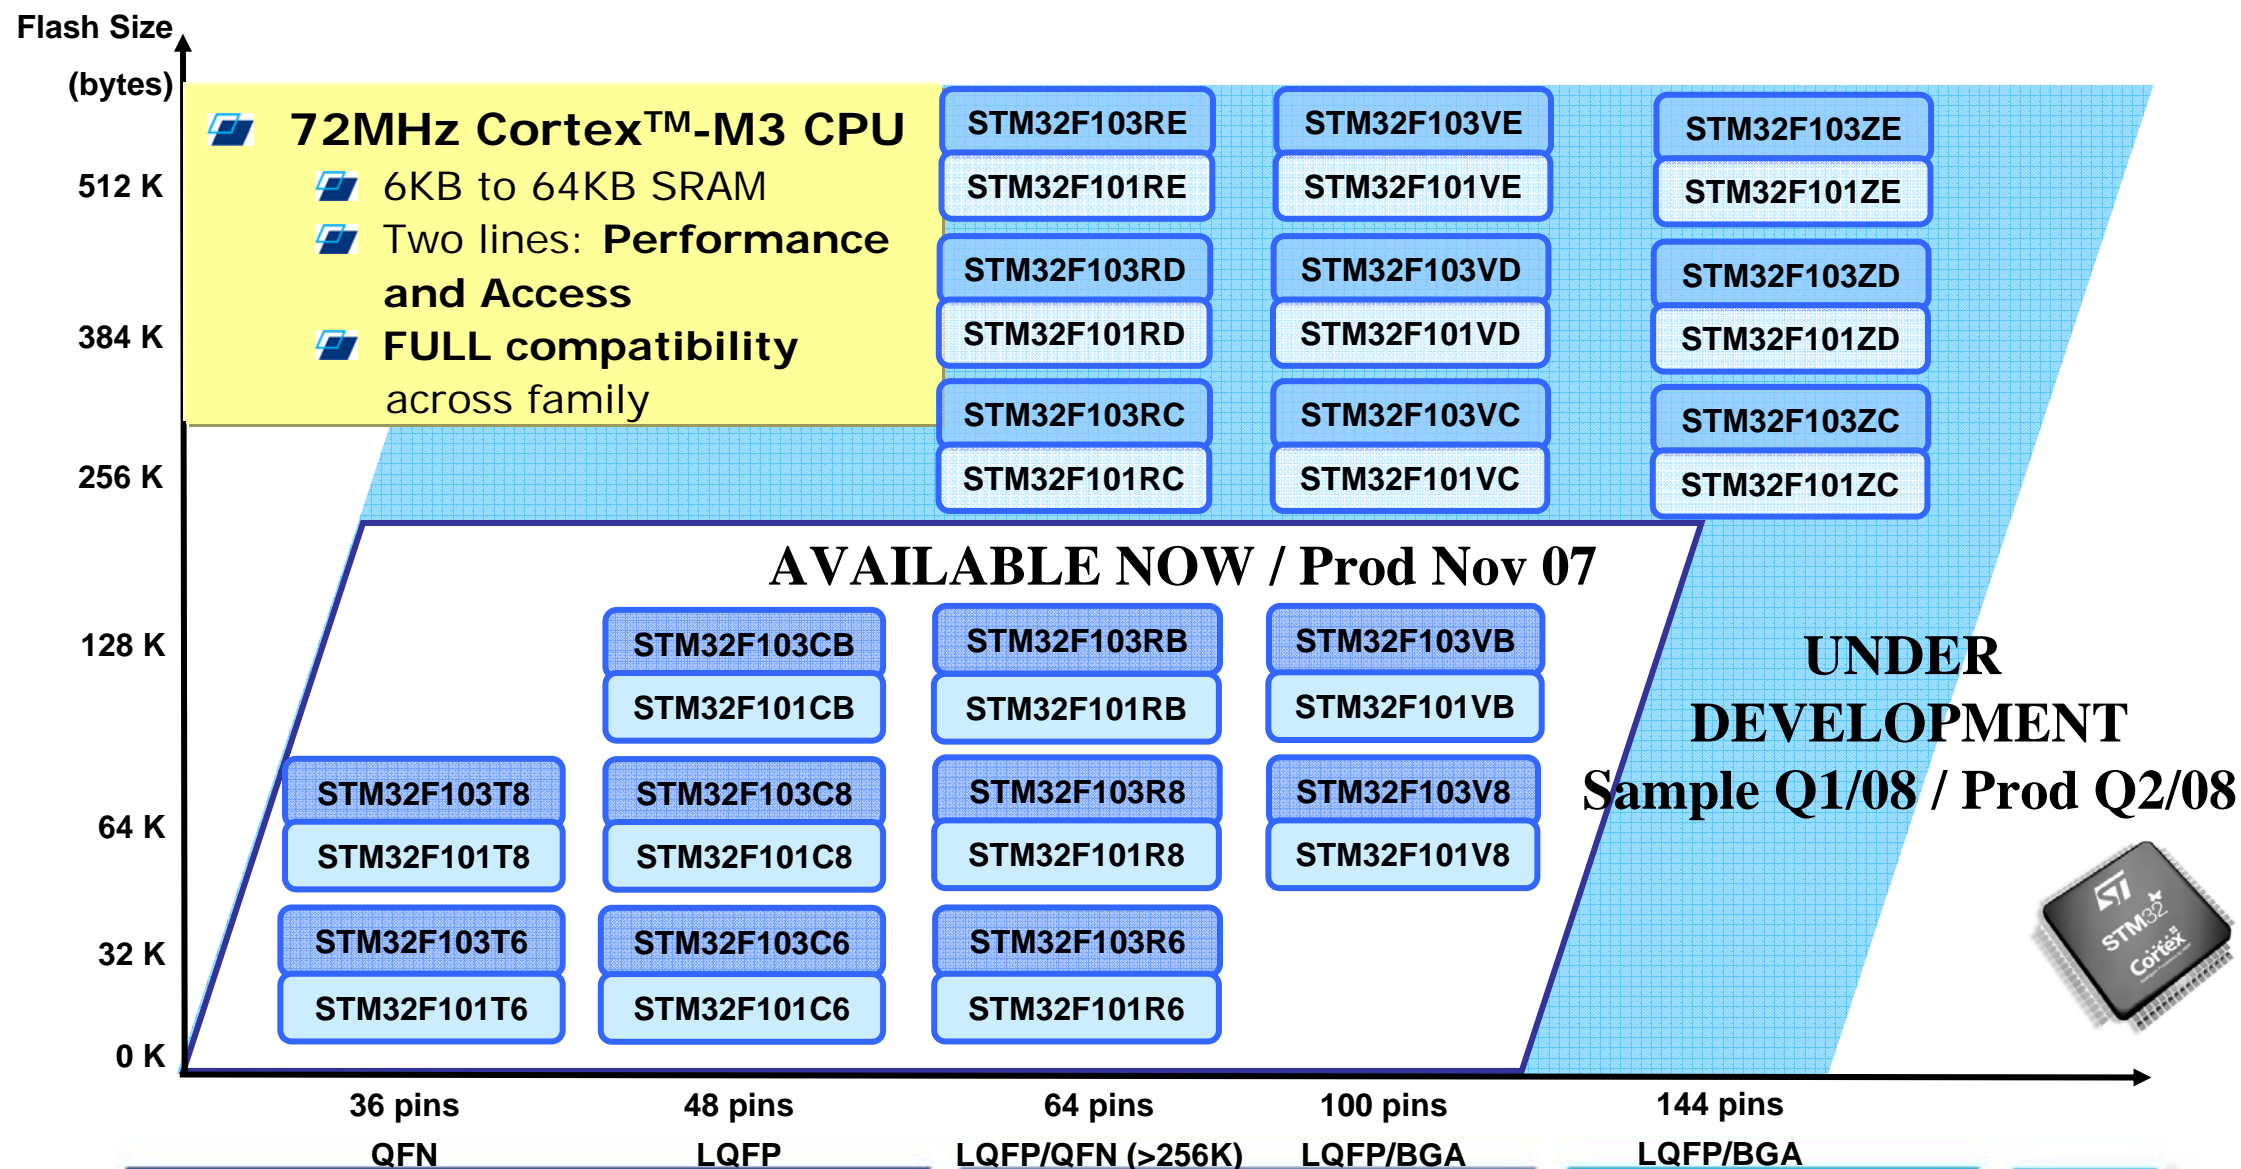 Flash Size
(bytes)
72MHz Cortex™-M3 CPU
6KB to 64KB SRAM
Two lines: Performance
and Access
FULL compatibility
across family
512 K
384 K
256 K
128 K
64 K
32 K
0 K
STM32F103RE
STM32F101RE
STM32F103RD
STM32F101RD
STM32F103RC
STM32F101RC
STM32F103VE
STM32F101VE
STM32F103VD
STM32F101VD
STM32F103VC
STM32F101VC
STM32F103ZE
STM32F101ZE
STM32F103ZD
STM32F101ZD
STM32F103ZC
STM32F101ZC
AVAILABLE NOW / Prod Nov 07
STM32F103CB
STM32F101CB
STM32F103RB
STM32F101RB
STM32F103VB
STM32F101VB
STM32F103T8
STM32F101T8
STM32F103C8
STM32F101C8
STM32F103R8
STM32F101R8
STM32F103V8
STM32F101V8
STM32F103T6
STM32F101T6
STM32F103C6
STM32F101C6
STM32F103R6
STM32F101R6
UNDER
DEVELOPMENT
Sample Q1/08 / Prod Q2/08
ST
STM32
Cortex
36 pins
QFN
48 pins
LQFP
64 pins
LQFP/QFN (>256K)
100 pins
LQFP/BGA
144 pins
LQFP/BGA